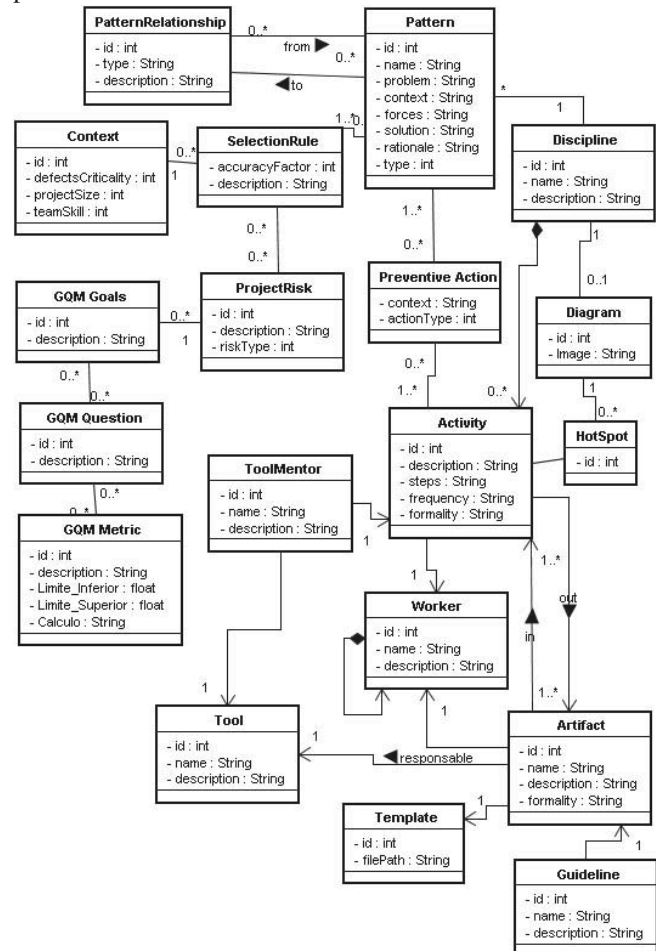 PatternRelationship
- id : int
- type : String
- description : String
0..*
from
0..*
to
Pattern
- id : int
- name : String
- problem : String
- context : String
- forces : String
- solution : String
- rationale : String
- type : int
*
1
Context
- id : int
- defectsCriticality : int
- projectSize : int
- teamSkill : int
0..*
1
SelectionRule
- accuracyFactor : int
- description : String
1..*
Discipline
- id : int
- name : String
- description : String
1..*
0..*
0..*
0..*
1
0..1
GQM Goals
- id : int
- description : String
0..*
1
ProjectRisk
- id : int
- description : String
- riskType : int
Preventive Action
- context : String
- actionType : int
Diagram
- id : int
- Image : String
0..*
0..*
0..*
1..*
0..*
1
0..*
GQM Question
- id : int
- description : String
Activity
- id : int
- description : String
- steps : String
- frequency : String
- formality : String
HotSpot
- id : int
0..*
0..*
ToolMentor
- id : int
- name : String
- description : String
1
GQM Metric
- id : int
- description : String
- Limite_Inferior : float
- Limite_Superior : float
- Calculo : String
1
1..*
out
in
1..*
Worker
- id : int
- name : String
- description : String
1
1
Tool
- id : int
- name : String
- description : String
1
responsable
Artifact
- id : int
- name : String
- description : String
- formality : String
Template
- id : int
- filePath : String
1
1
Guideline
- id : int
- name : String
- description : String